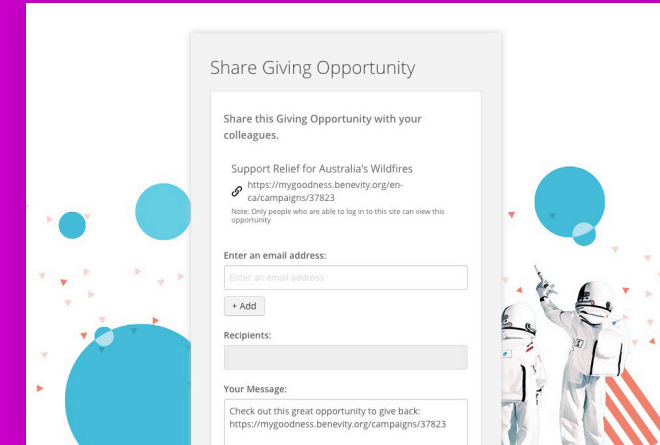 Share Giving Opportunity
Share this Giving Opportunity with your
colleagues.
Support Relief for Australia's Wildfires
https://mygoodness.benevity.org/en-
ca/campaigns/37823
Note: Only people who are able to log in to this site can view this
opportunity
Enter an email address:
Enter an email address
+ Add
Recipients:
Your Message:
Check out this great opportunity to give back:
https://mygoodness.benevity.org/campaigns/37823